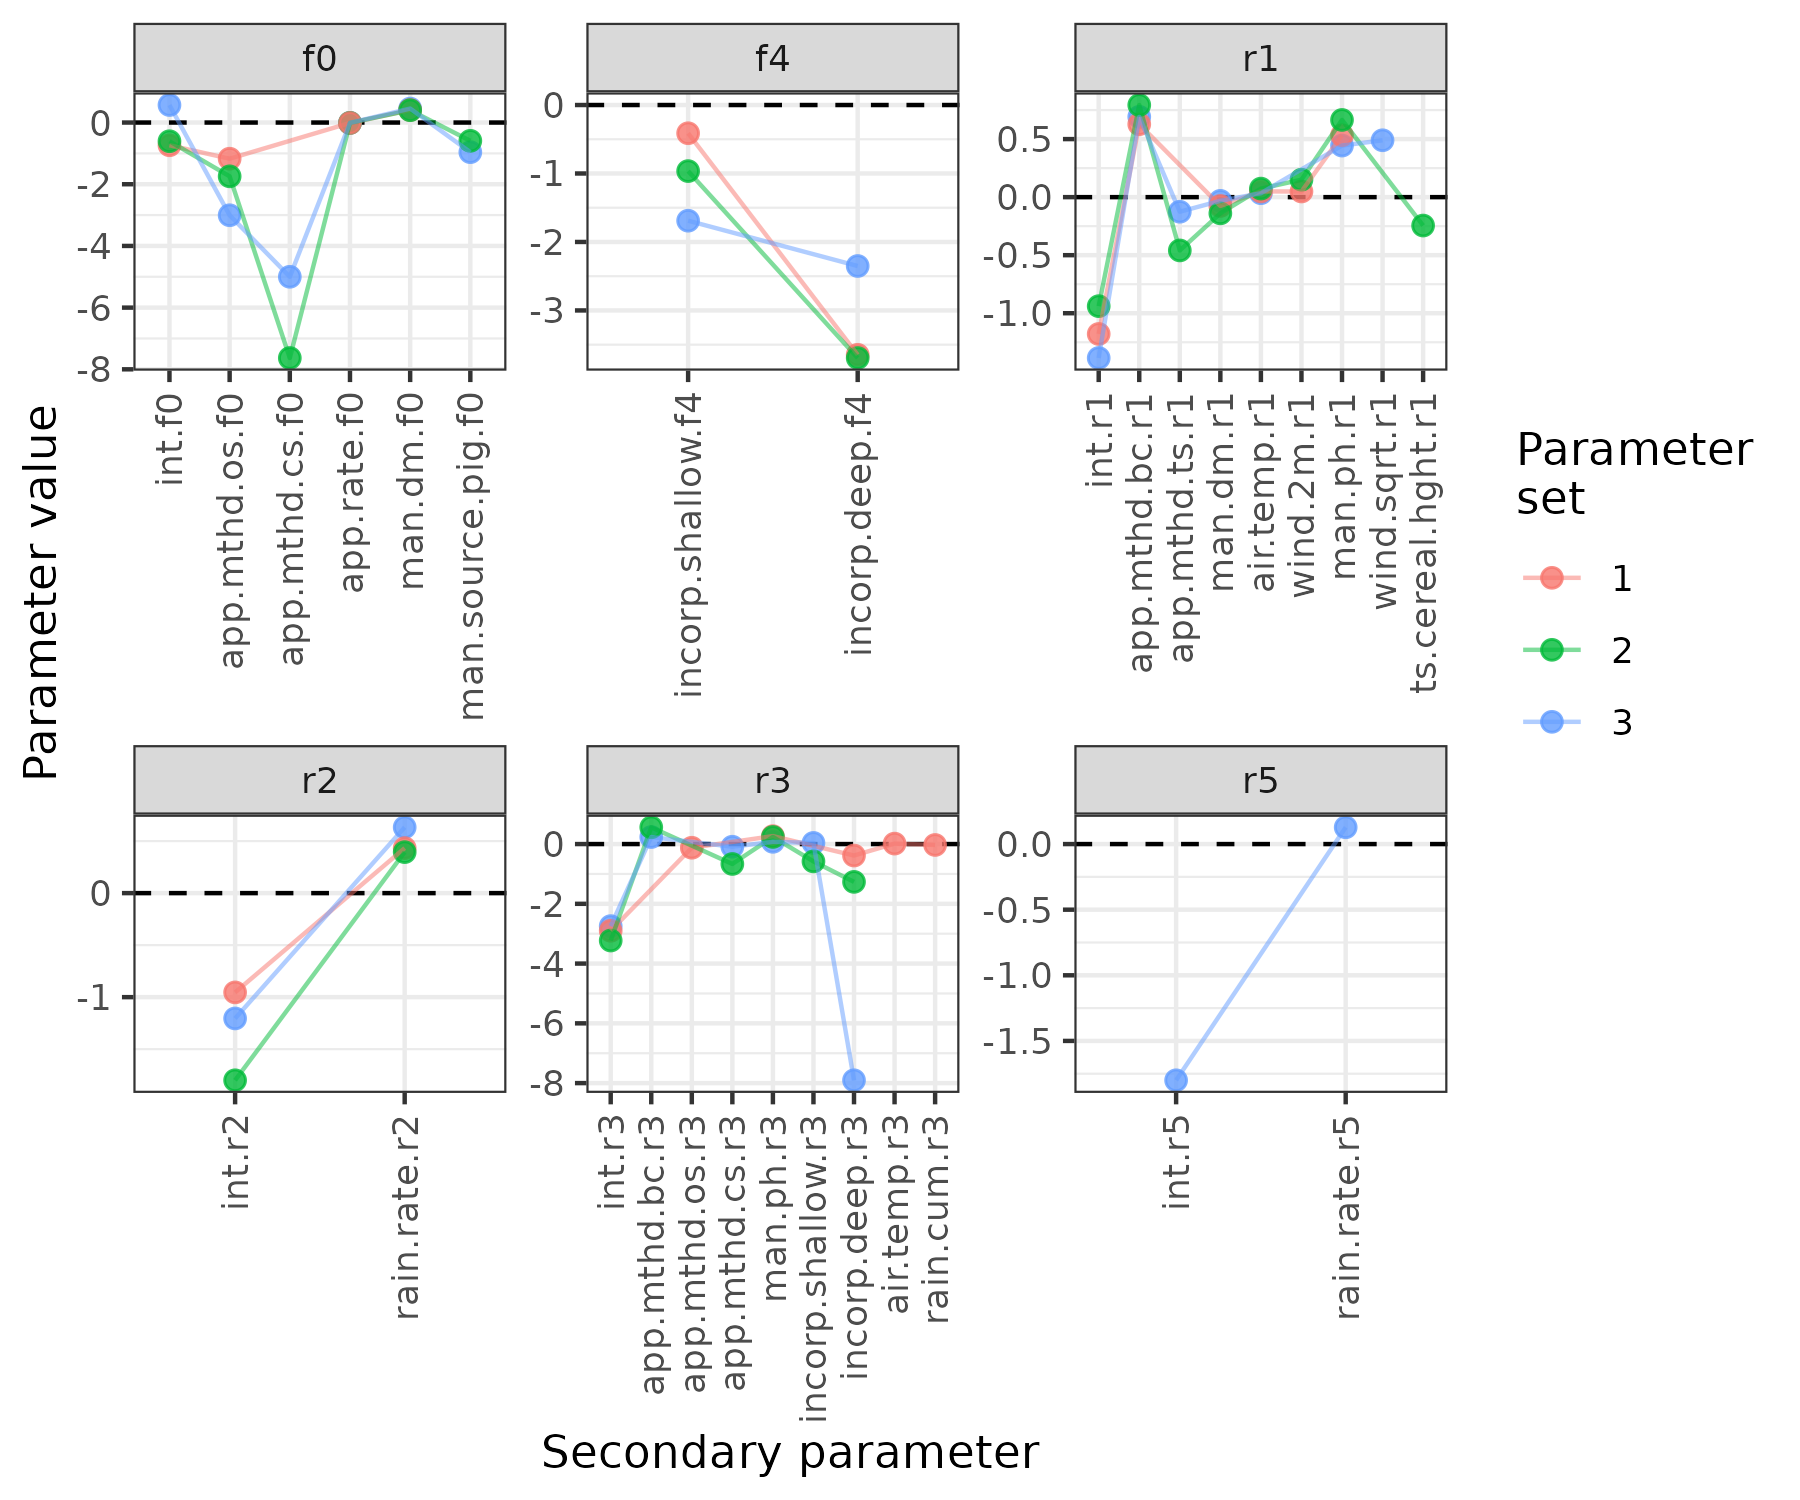 f0
f4
r1
0
-2
-4
-6
-8
0
-1
-2
-3
0.5
0.0
-0.5
-1.0
int.f0
app.mthd.os.f0
app.mthd.cs.f0
app.rate.f0
man.dm.f0
man.source.pig.f0
incorp.shallow.f4
incorp.deep.f4
int.r1
app.mthd.bc.r1
app.mthd.ts.r1
man.dm.r1
air.temp.r1
wind.2m.r1
man.ph.r1
wind.sqrt.r1
ts.cereal.hght.r1
Parameter value
Parameter
set
1
2
3
r2
r3
r5
0
-1
0
-2
-4
-6
-8
0.0
-0.5
-1.0
-1.5
int.r2
rain.rate.r2
int.r3
app.mthd.bc.r3
app.mthd.os.r3
app.mthd.cs.r3
man.ph.r3
incorp.shallow.r3
incorp.deep.r3
air.temp.r3
rain.cum.r3
int.r5
rain.rate.r5
Secondary parameter